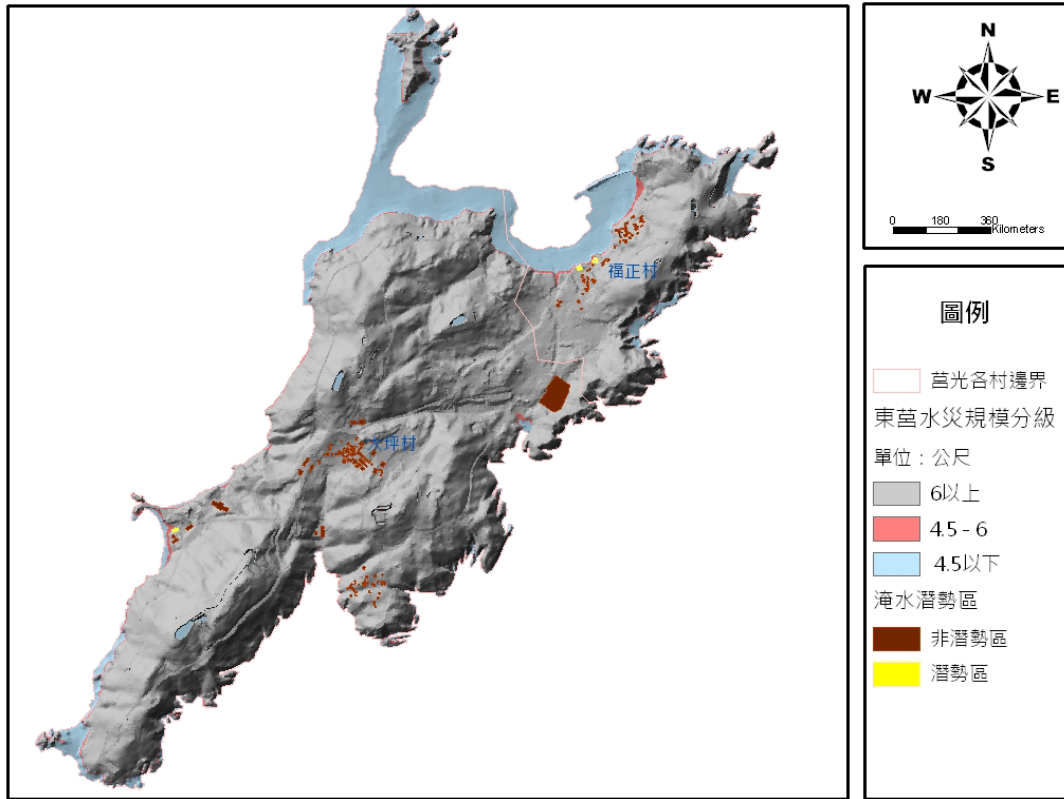 福正村
大坪村
N
W
E
S
0 180 360
Kilometers
圖例
莒光各村邊界
東莒水災規模分級
單位：公尺
6以上
4.5 - 6
4.5以下
淹水潛勢區
非潛勢區
潛勢區